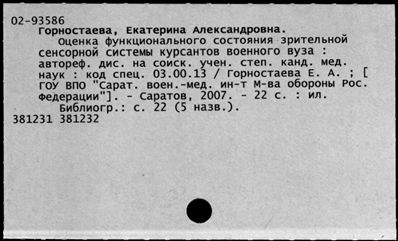 02-93586
Горностаева, Екатерина Александровна.
Оценка функционального состояния зрительной
сенсорной системы курсантов военного вуза :
автореф. дис. на соиск. учен. степ. канд. мед.
наук : код спец. 03.00.13 / Горностаева Е. А. ; [
ГОУ ВПО "Сарат. воен.-мед. ин-т М-ва обороны Рос.
Федерации"]. - Саратов, 2007. - 22 с. : ил.
Библиогр.: с. 22 (5 назв.).
381231 381232